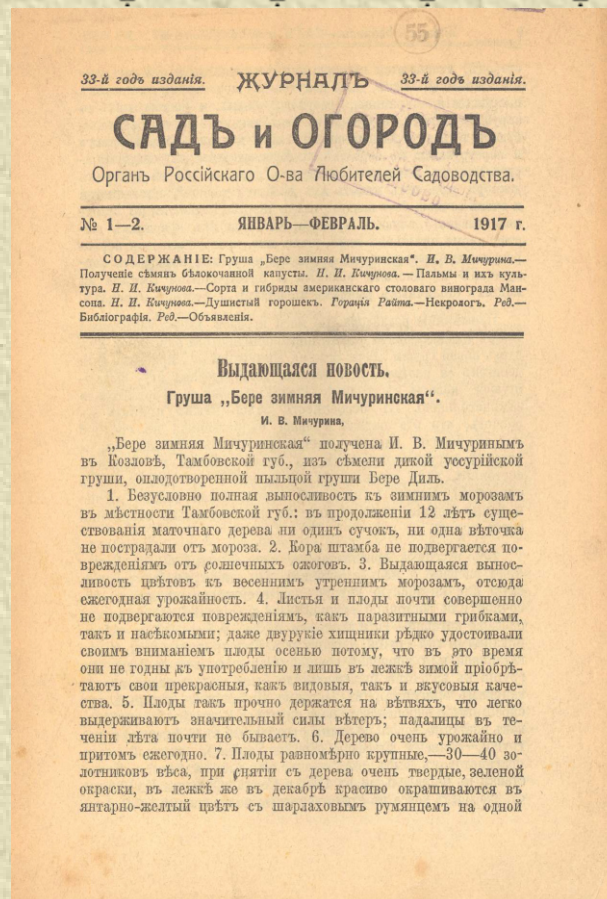 55
33-й годъ изданія. ЖУРНАЛЪ 33-й годъ изданія.
САДЪ и ОГОРОДЪ
Органъ Россійскаго О-ва Любителей Садоводства.
№ 1—2. ЯНВАРЬ—ФЕВРАЛЬ. 1917 г.
СОДЕРЖАНІЕ: Груша „Бере зимняя Мичуринская“. И. В. Мичурина.—
Полученіе сѣмянъ бѣлокочанной капусты. Н. И. Кичунова.—Пальмы и ихъ куль-
тура. Н. И. Кичунова.—Сорта и гибриды американскаго столоваго винограда Ман-
сона. Н. И. Кичунова.—Душистый горошекъ. Горація Райта.—Некрологъ. Ред.—
Библіографія. Ред.—Объявленія.
Выдающаяся новость.
Груша „Бере зимняя Мичуринская“.
И. В. Мичурина,
„Бере зимняя Мичуринская“ получена И. В. Мичуринымъ
въ Козловѣ, Тамбовской губ., изъ сѣмени дикой уссурійской
груши, оплодотворенной пыльцой груши Бере Диль.
1. Безусловно полная выносливость къ зимнимъ морозамъ
въ мѣстности Тамбовской губ.: въ продолженіи 12 лѣтъ суще-
ствованія маточнаго дерева ни одинъ сучокъ, ни одна вѣточка
не пострадали отъ мороза. 2. Кора штамба не подвергается по-
врежденіямъ отъ солнечныхъ ожоговъ. 3. Выдающаяся вынос-
ливость цвѣтовъ къ весеннимъ утреннимъ морозамъ, отсюда
ежегодная урожайность. 4. Листья и плоды почти совершенно
не подвергаются поврежденіямъ, какъ паразитными грибками,
такъ и насѣкомыми; даже двурукіе хищники рѣдко удостоивали
своимъ вниманіемъ плоды осенью потому, что въ это время
они не годны къ употребленію и лишь въ лежкѣ зимой пріобрѣ-
таютъ свои прекрасныя, какъ видовыя, такъ и вкусовыя каче-
ства. 5. Плоды такъ прочно держатся на вѣтвяхъ, что легко
выдерживаютъ значительный силы вѣтеръ; падалицы въ те-
ченіи лѣта почти не бываетъ. 6. Дерево очень урожайно и
притомъ ежегодно. 7. Плоды равномѣрно крупные,—30—40 зо-
лотниковъ вѣса, при снятіи съ дерева очень твердые, зеленой
окраски, въ лежкѣ же въ декабрѣ красиво окрашиваются въ
янтарно-желтый цвѣтъ съ шарлаховымъ румянцемъ на одной